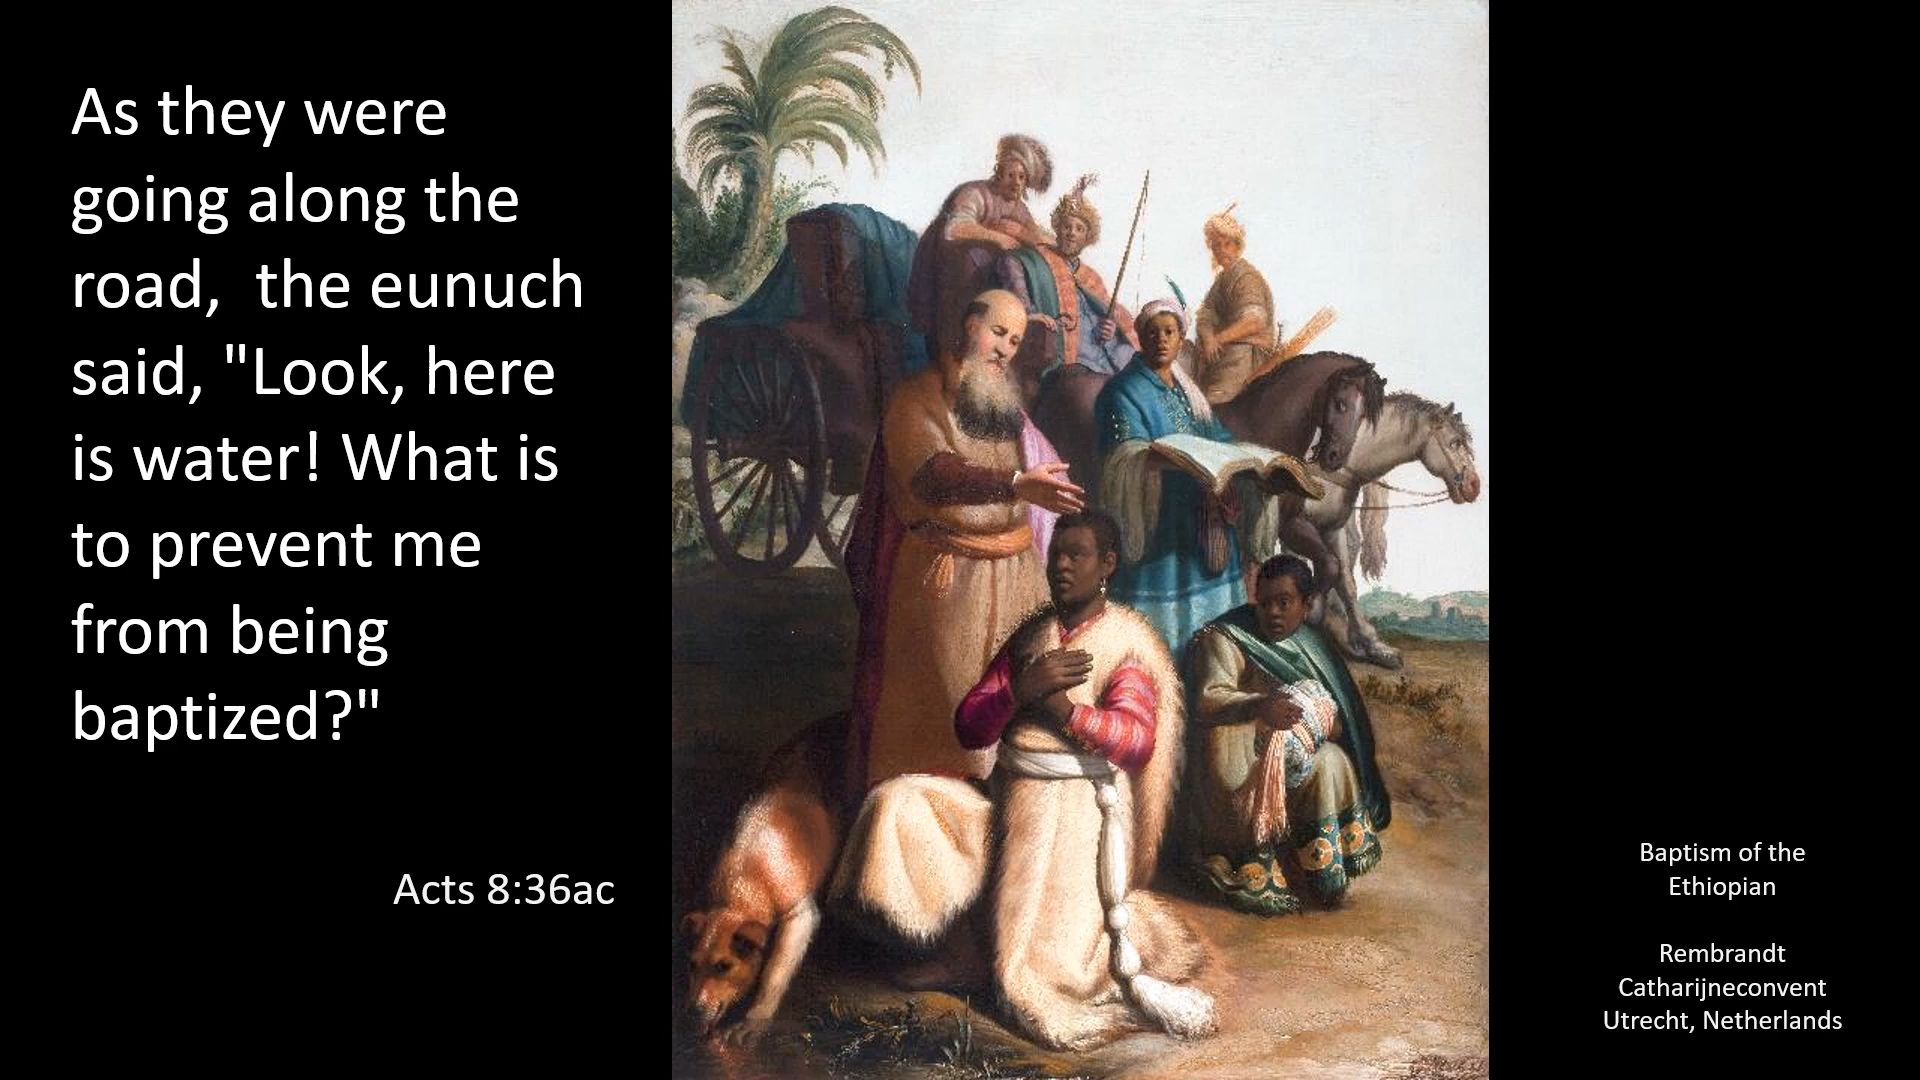 As they were
going along the
road,  the eunuch
said, "Look, here
is water! What is
to prevent me
from being
baptized?"
Acts 8:36ac
Baptism of the
Ethiopian
Rembrandt
Catharijneconvent
Utrecht, Netherlands